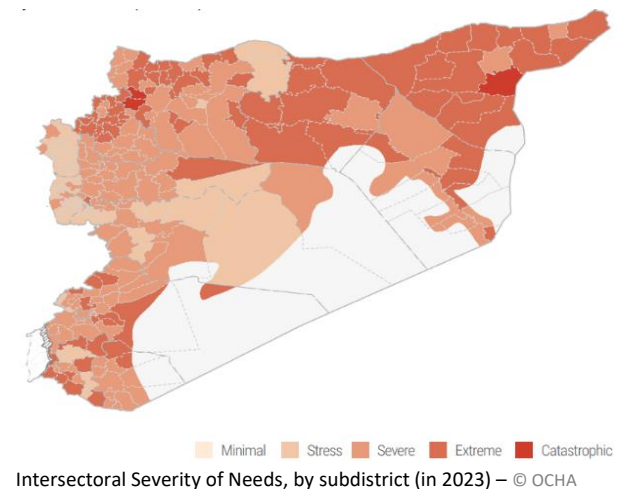 Minimal Stress Severe Extreme Catastrophic
Intersectoral Severity of Needs, by subdistrict (in 2023) – © OCHA